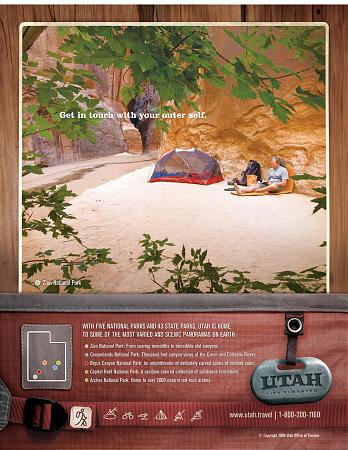 Get in touch with your outer self.
Zion National Park
WITH FIVE NATIONAL PARKS AND 43 STATE PARKS, UTAH IS HOME
TO SOME OF THE MOST VARIED AND SCENIC PANORAMAS ON EARTH.
Zion National Park: From soaring monoliths to incredible slot canyons.
Canyonlands National Park: Thousand-foot canyon views of the Green and Colorado Rivers.
Bryce Canyon National Park: An amphitheater of delicately carved spires of brilliant color.
Capitol Reef National Park: A rainbow-colored collection of sandstone formations.
Arches National Park: Home to over 2000 natural red-rock arches.
UTAH
LIFE ELEVATED
www.utah.travel | 1-800-200-1160
© Copyright 2006 Utah Office of Tourism